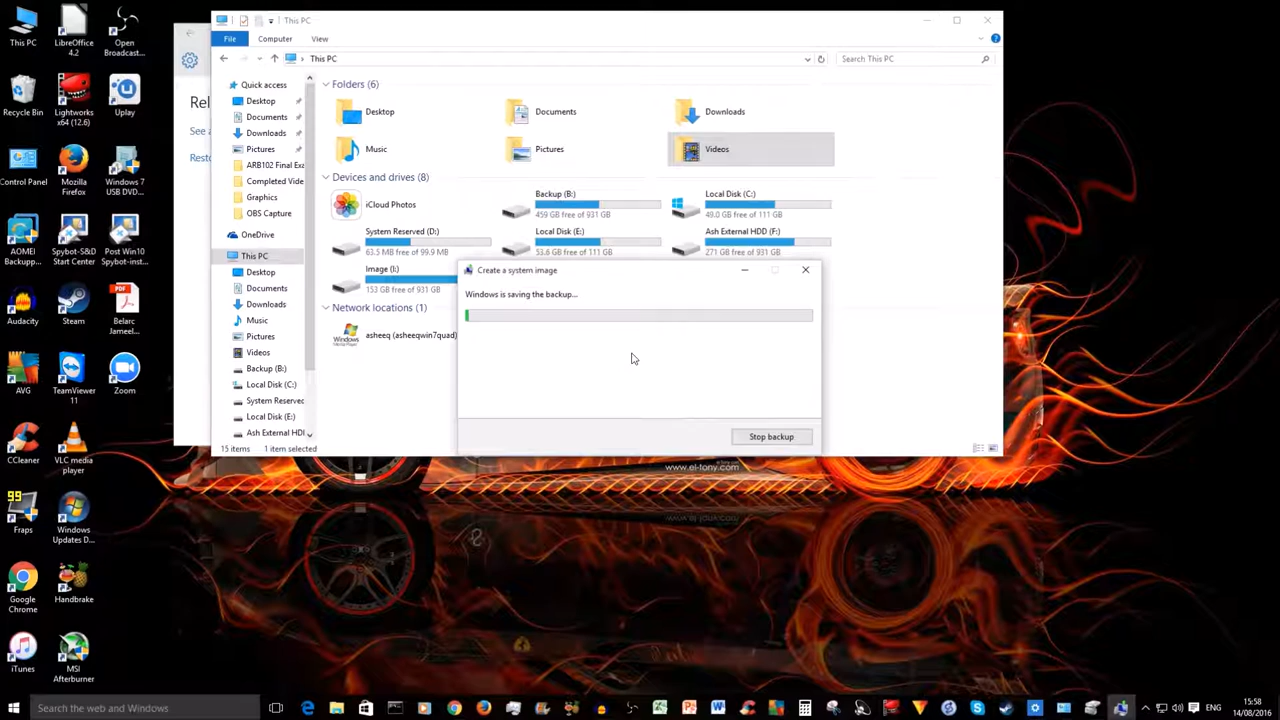 This PC
LibreOffice 4.2
Open Broadcast...
Recycle Bin
Lightworks x64 (12.6)
Uplay
Control Panel
Mozilla Firefox
Windows 7 USB DVD...
AOMEI Backupp...
Spybot-S&D Start Center
Post Win10 Spybot-inst...
Audacity
Steam
Belarc Jameel...
AVG
TeamViewer 11
Zoom
CCleaner
VLC media player
99
Fraps
Windows Updates D...
Google Chrome
Handbrake
iTunes
MSI Afterburner
Rel
See a
Resto
This PC
File
Computer
View
This PC
Search This PC
Quick access
Desktop
Documents
Downloads
Pictures
ARB102 Final Exa
Completed Vide
Graphics
OBS Capture
OneDrive
This PC
Desktop
Documents
Downloads
Music
Pictures
Videos
Backup (B:)
Local Disk (C:)
System Reserved
Local Disk (E:)
Ash External HDI
15 items
1 item selected
Folders (6)
Desktop
Documents
Downloads
Music
Pictures
Videos
Devices and drives (8)
iCloud Photos
Backup (B:)
459 GB free of 931 GB
Local Disk (C:)
49.0 GB free of 111 GB
System Reserved (D:)
63.5 MB free of 99.9 MB
Local Disk (E:)
53.6 GB free of 111 GB
Ash External HDD (F:)
271 GB free of 931 GB
Image (I:)
153 GB free of 931 GB
Network locations (1)
asheeq (asheeqwin7quad)
Create a system image
Windows is saving the backup...
Stop backup
www.el-tony.com
Search the web and Windows
15:58
14/08/2016